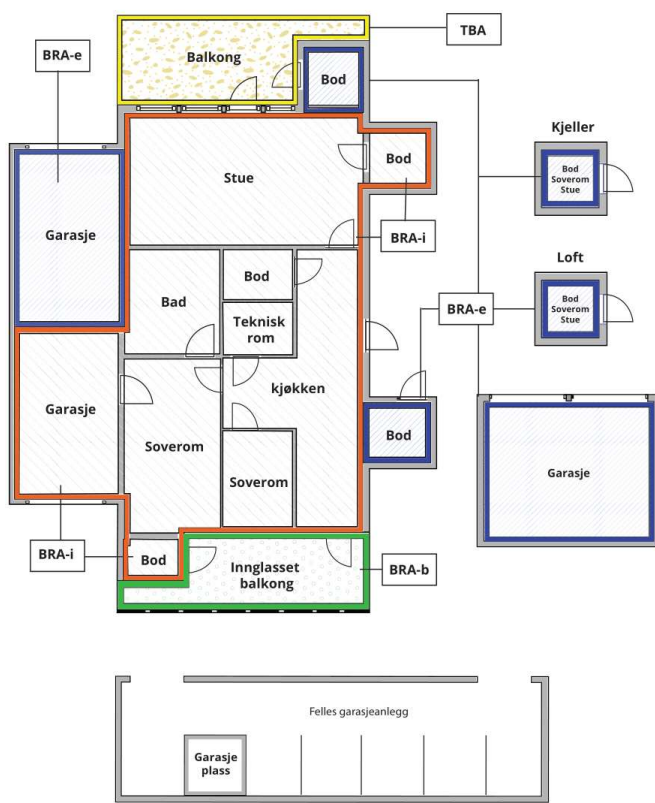 TBA
BRA-e
Balkong
Bod
Kjeller
Stue
Bod
Bod
Soverom
Stue
Garasje
BRA-i
Loft
Bod
Bad
Teknisk
rom
BRA-e
Bod
Soverom
Stue
kjøkken
Garasje
Soverom
Bod
Soverom
Garasje
BRA-i
Bod
Innglasset
balkong
BRA-b
Felles garasjeanlegg
Garasje
plass